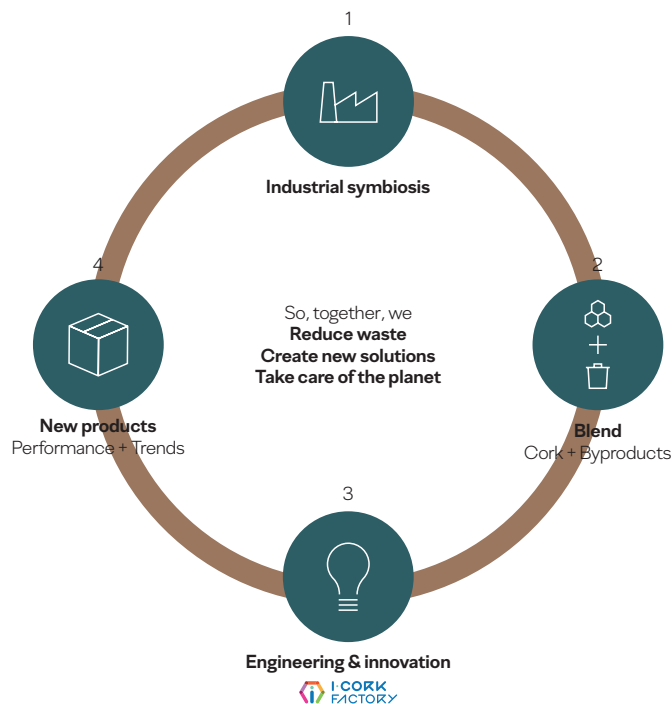 1
Industrial symbiosis
2
Blend
Cork + Byproducts
3
Engineering & innovation
I·CORK
FACTORY
4
New products
Performance + Trends
So, together, we
Reduce waste
Create new solutions
Take care of the planet